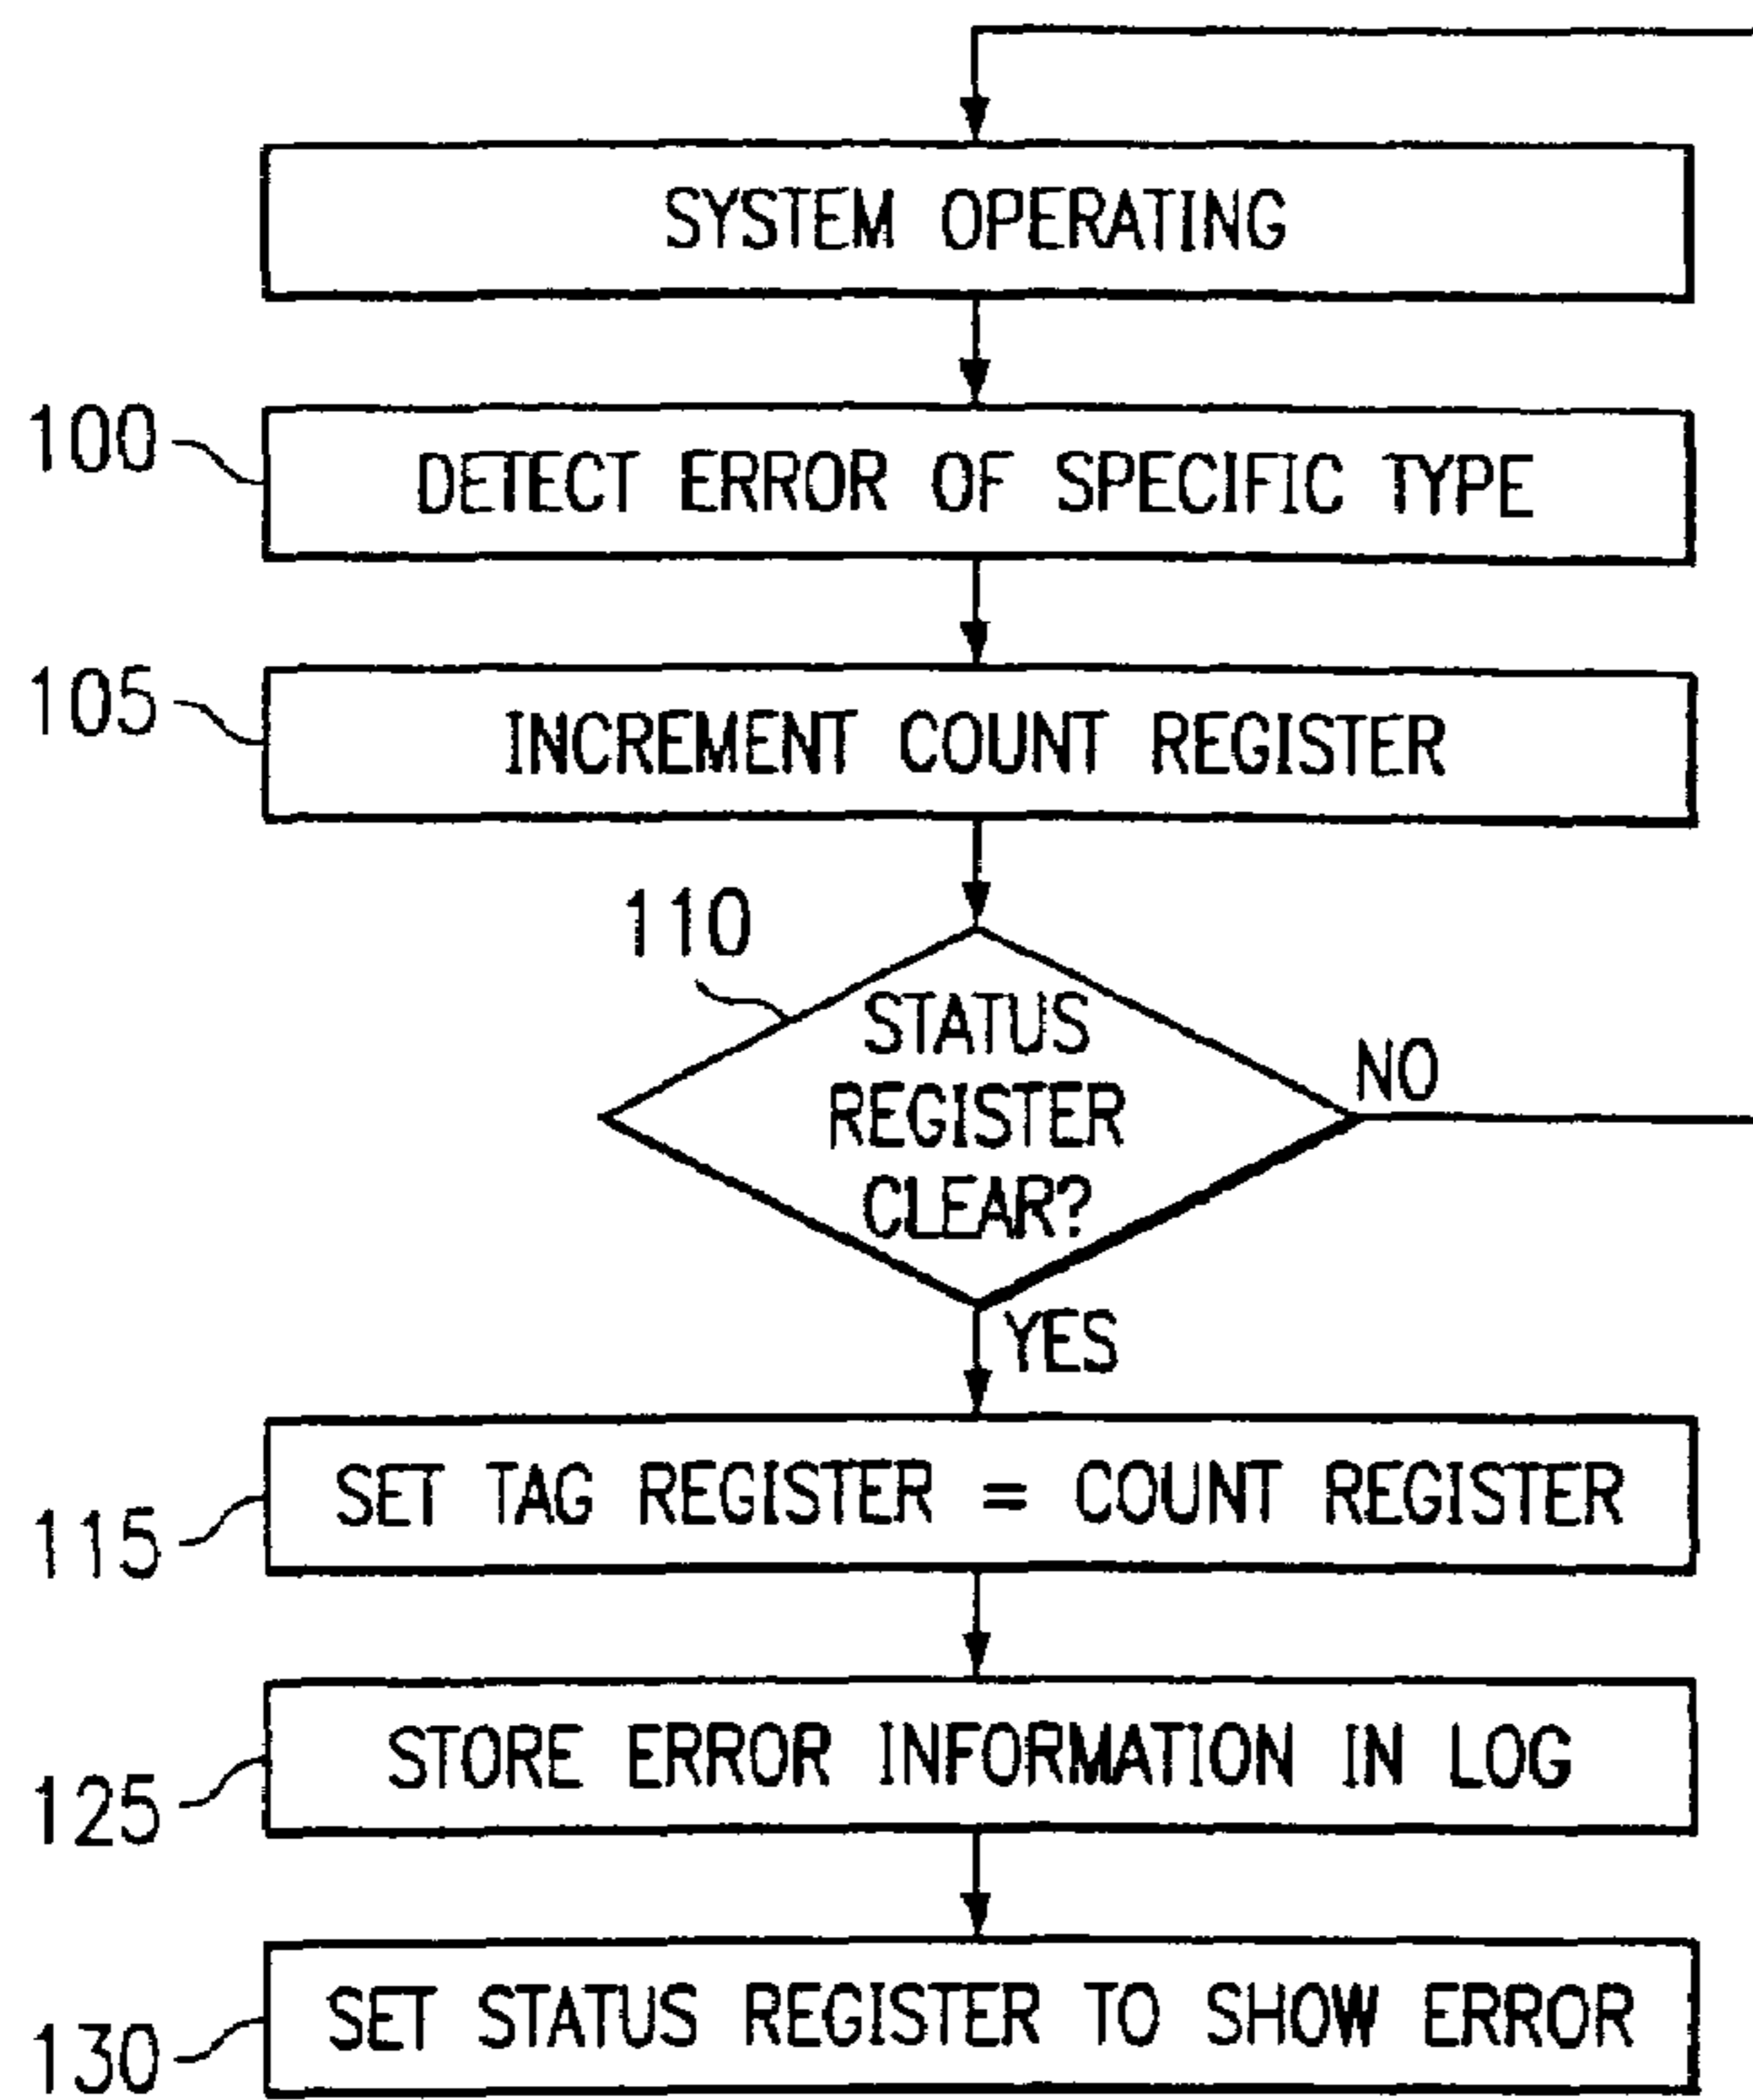 SYSTEM OPERATING
100
DETECT ERROR OF SPECIFIC TYPE
105
INCREMENT COUNT REGISTER
110
STATUS
REGISTER
CLEAR?
NO
YES
SET TAG REGISTER = COUNT REGISTER
115
STORE ERROR INFORMATION IN LOG
125
SET STATUS REGISTER TO SHOW ERROR
130